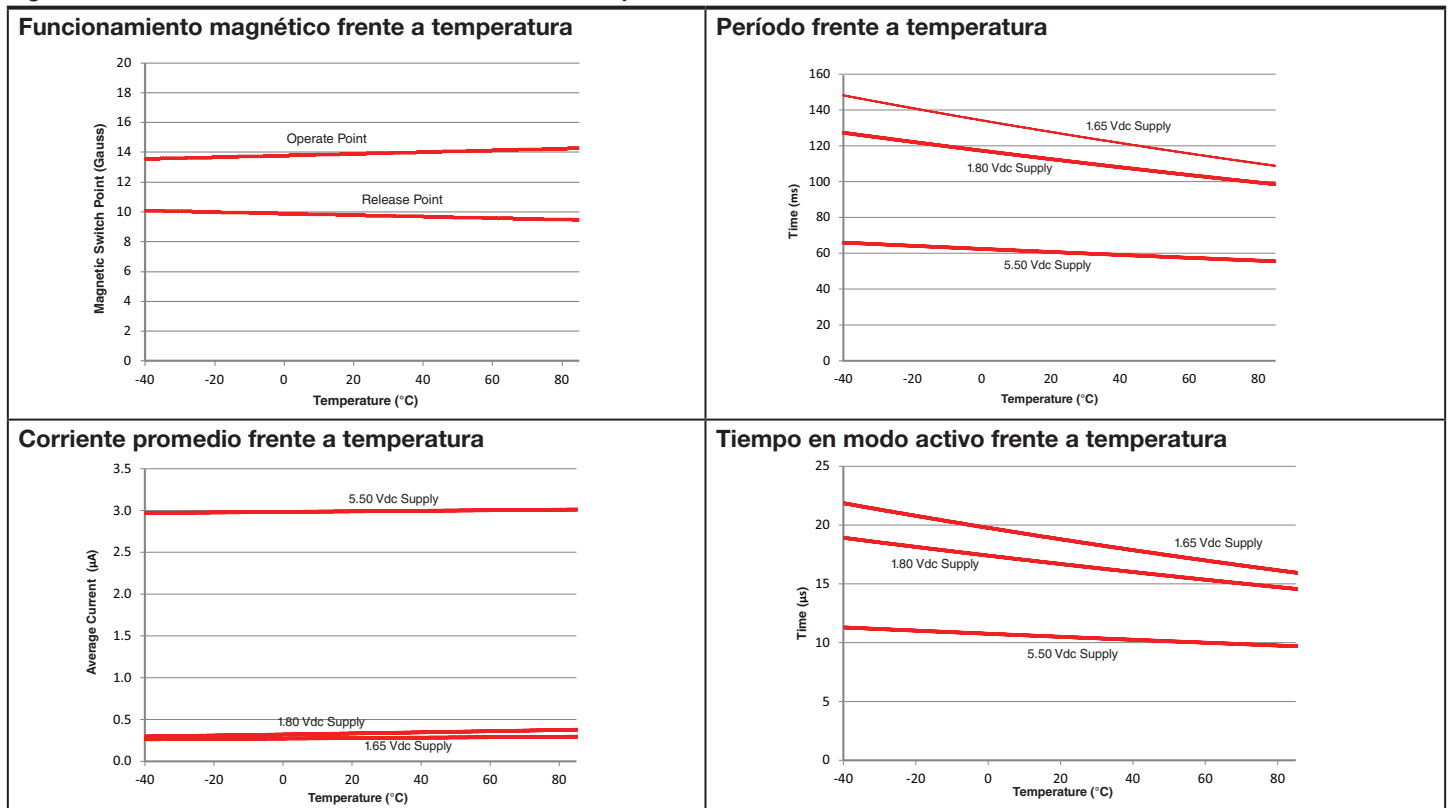 Funcionamiento magnético frente a temperatura
20
18
16
14
12
10
8
6
4
2
0
Magnetic Switch Point (Gauss)
Operate Point
Release Point
-40 -20 0 20 40 60 80
Temperature (°C)
Período frente a temperatura
160
140
120
100
80
60
40
20
0
Time (ms)
1.65 Vdc Supply
1.80 Vdc Supply
5.50 Vdc Supply
-40 -20 0 20 40 60 80
Temperature (°C)
Corriente promedio frente a temperatura
3.5
3.0
2.5
2.0
1.5
1.0
0.5
0.0
Average Current (µA)
5.50 Vdc Supply
1.80 Vdc Supply
1.65 Vdc Supply
-40 -20 0 20 40 60 80
Temperature (°C)
Tiempo en modo activo frente a temperatura
25
20
15
10
5
0
Time (µs)
1.65 Vdc Supply
1.80 Vdc Supply
5.50 Vdc Supply
-40 -20 0 20 40 60 80
Temperature (°C)